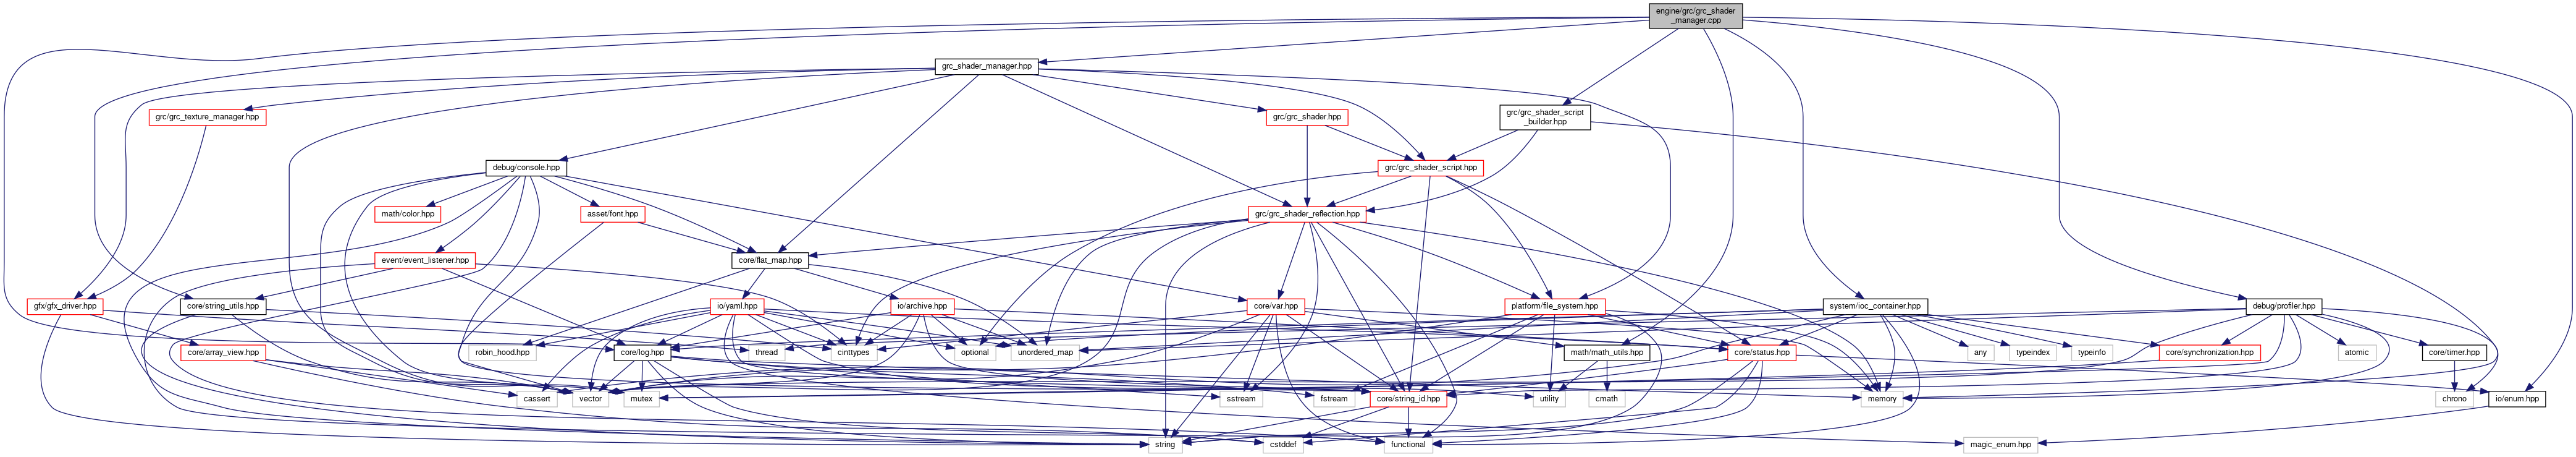 engine/grc/grc_shader
_manager.cpp
grc_shader_manager.hpp
grc/grc_texture_manager.hpp
grc/grc_shader.hpp
grc/grc_shader_script
_builder.hpp
debug/console.hpp
grc/grc_shader_script.hpp
math/color.hpp
asset/font.hpp
grc/grc_shader_reflection.hpp
event/event_listener.hpp
core/flat_map.hpp
gfx/gfx_driver.hpp
core/string_utils.hpp
io/yaml.hpp
io/archive.hpp
core/var.hpp
platform/file_system.hpp
system/ioc_container.hpp
debug/profiler.hpp
core/array_view.hpp
robin_hood.hpp
core/log.hpp
thread
cinttypes
optional
unordered_map
math/math_utils.hpp
core/status.hpp
any
typeindex
typeinfo
core/synchronization.hpp
atomic
core/timer.hpp
cassert
vector
mutex
sstream
fstream
core/string_id.hpp
utility
cmath
memory
chrono
io/enum.hpp
string
cstddef
functional
magic_enum.hpp